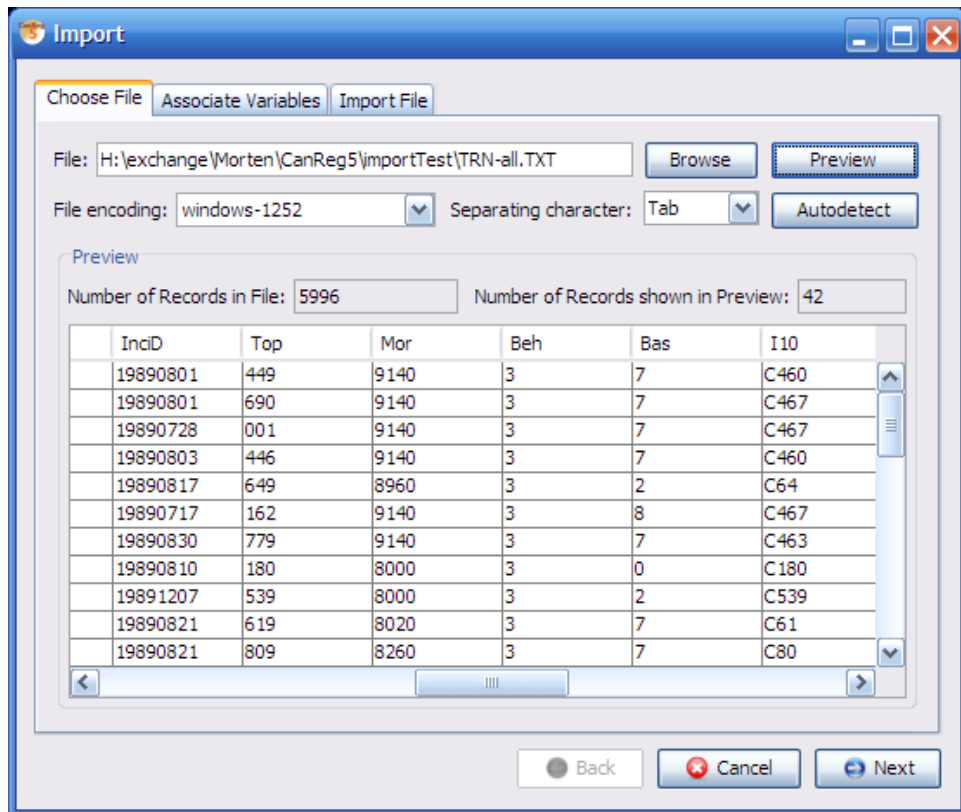 Import
Choose File Associate Variables Import File
File: H:\exchange\Morten\CanReg5\importTest\TRN-all.TXT Browse Preview
File encoding: windows-1252 Separating character: Tab Autodetect
Preview
Number of Records in File: 5996 Number of Records shown in Preview: 42
InciD Top Mor Beh Bas I10
19890801 449 9140 3 7 C460
19890801 690 9140 3 7 C467
19890728 001 9140 3 7 C467
19890803 446 9140 3 7 C460
19890817 649 8960 3 2 C64
19890717 162 9140 3 8 C467
19890830 779 9140 3 7 C463
19890810 180 8000 3 0 C180
19891207 539 8000 3 2 C539
19890821 619 8020 3 7 C61
19890821 809 8260 3 7 C80
Back Cancel Next